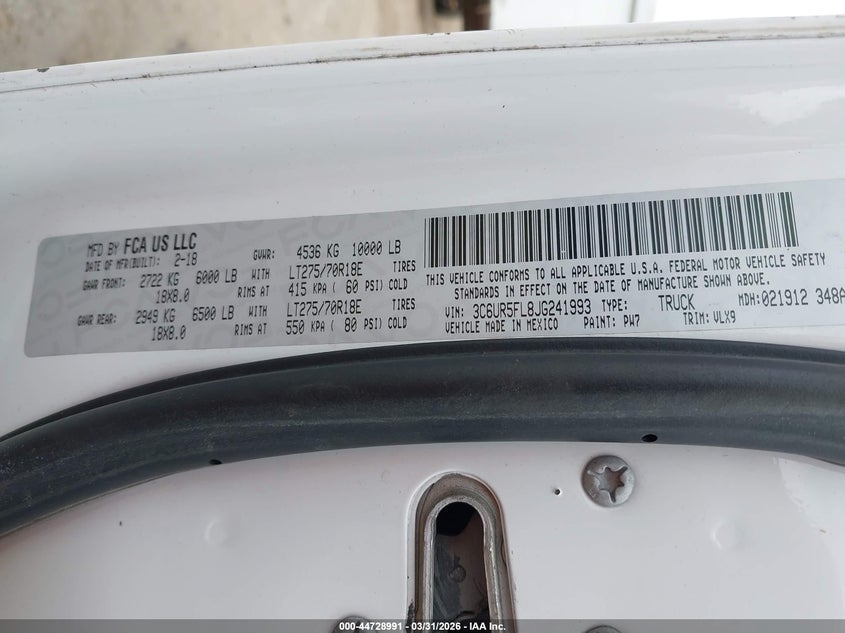 MFD BY FCA US LLC
DATE OF MFR(BUILT): 2-18 GVWR: 4536 KG 10000 LB
GAWR FRONT: 2722 KG 6000 LB WITH LT275/70R18E TIRES
18X8.0 RIMS AT 415 KPA ( 60 PSI) COLD
GAWR REAR: 2949 KG 6500 LB WITH LT275/70R18E TIRES
18X8.0 RIMS AT 550 KPA ( 80 PSI) COLD
THIS VEHICLE CONFORMS TO ALL APPLICABLE U.S.A. FEDERAL MOTOR VEHICLE SAFETY
STANDARDS IN EFFECT ON THE DATE OF MANUFACTURE SHOWN ABOVE.
VIN: 3C6UR5FL8JG241993 TYPE: TRUCK MDH:021912 348A
VEHICLE MADE IN MEXICO PAINT: PW7 TRIM: VLX9
000-44728991 - 03/31/2026 - IAA Inc.